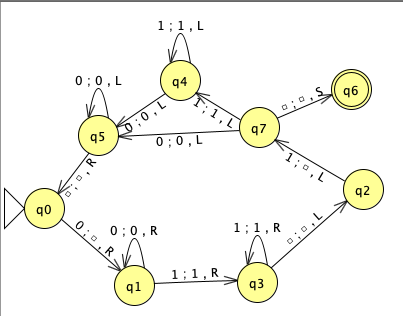 1 ; 1 , L
q4
0 ; 0 , L
q6
□ ; □ , S
1 ; 1 , L
0 ; 0 , L
q7
q5
0 ; 0 , L
□ ; □ , R
1 ; □ , L
q2
q0
0 ; □ , R
0 ; 0 , R
1 ; 1 , R
□ ; □ , L
q1
1 ; 1 , R
q3